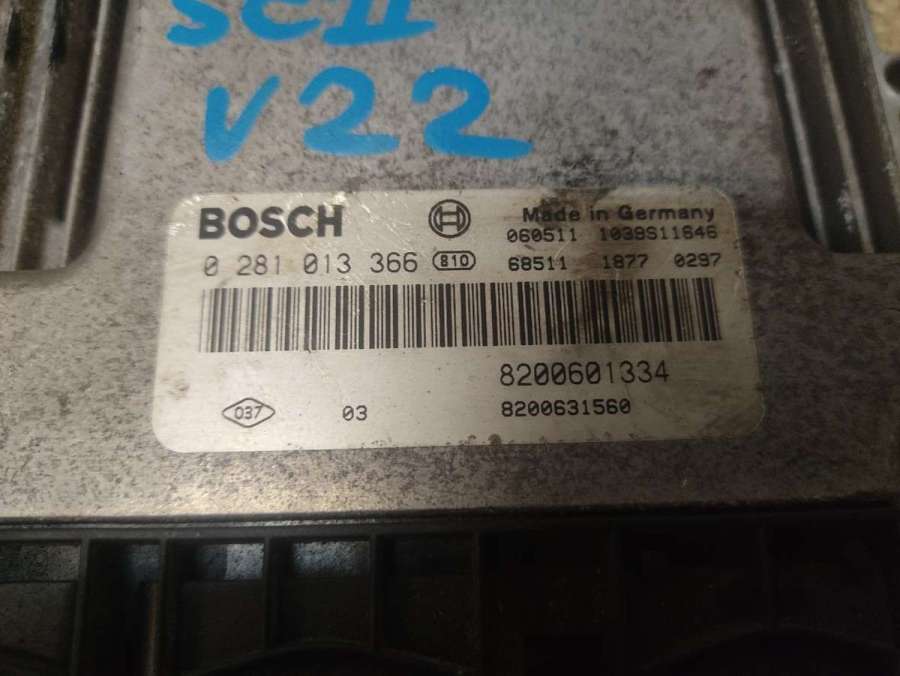 SCII
V22
BOSCH
Made in Germany
060511 1039S11646
0 281 013 366 810
68511 1877 0297
8200601334
037 03 8200631560